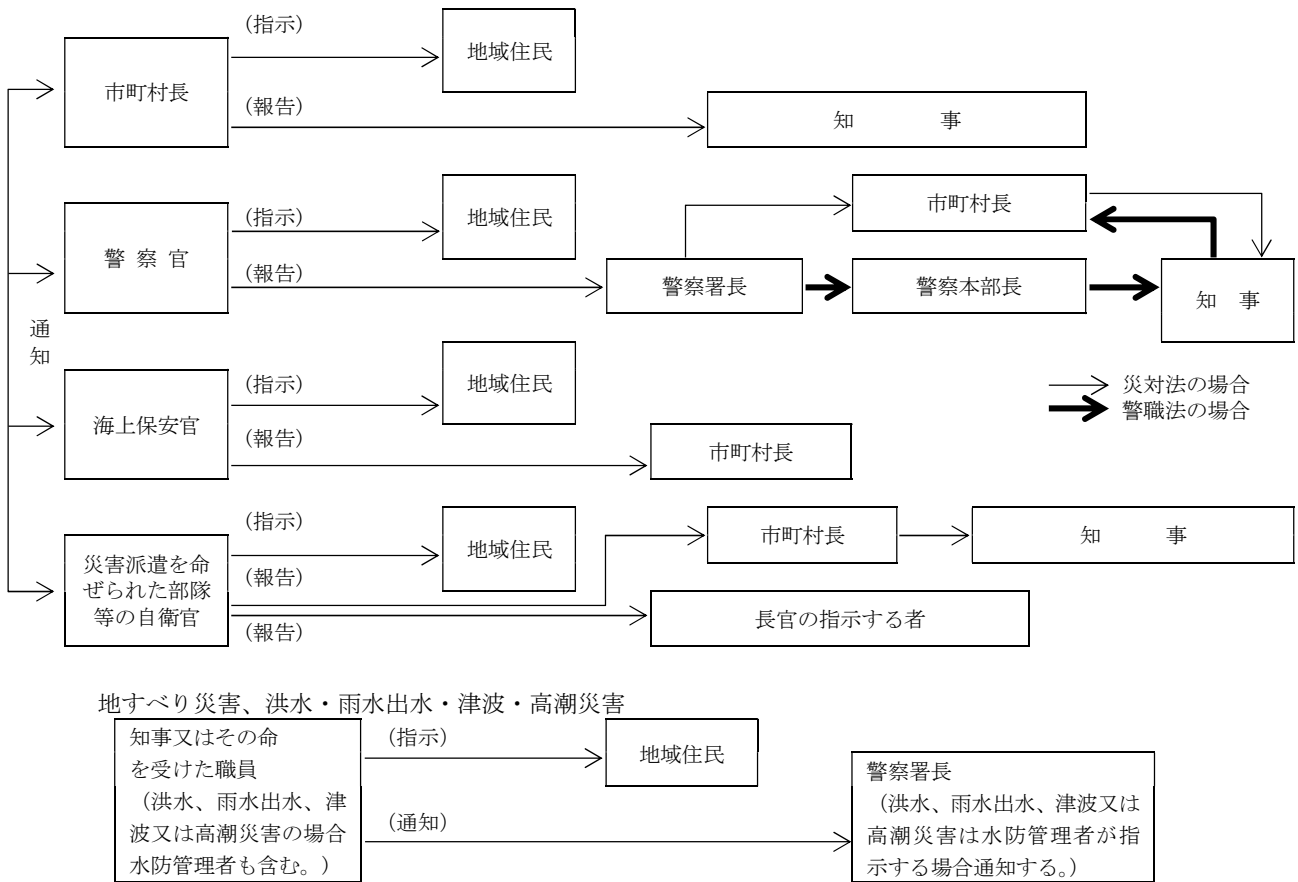 (指示)
地域住民
市町村長
(報告)
知　　　事
(指示)
地域住民
市町村長
警 察 官
(報告)
警察署長
警察本部長
知　事
通
知
(指示)
地域住民
災対法の場合
海上保安官
警職法の場合
(報告)
市町村長
(指示)
地域住民
市町村長
知　　　事
災害派遣を命
ぜられた部隊
等の自衛官
(報告)
(報告)
長官の指示する者
地すべり災害、洪水・雨水出水・津波・高潮災害
知事又はその命
を受けた職員
（洪水、雨水出水、津
波又は高潮災害の場合
水防管理者も含む。）
(指示)
地域住民
(通知)
警察署長
（洪水、雨水出水、津波又は
高潮災害は水防管理者が指
示する場合通知する。）